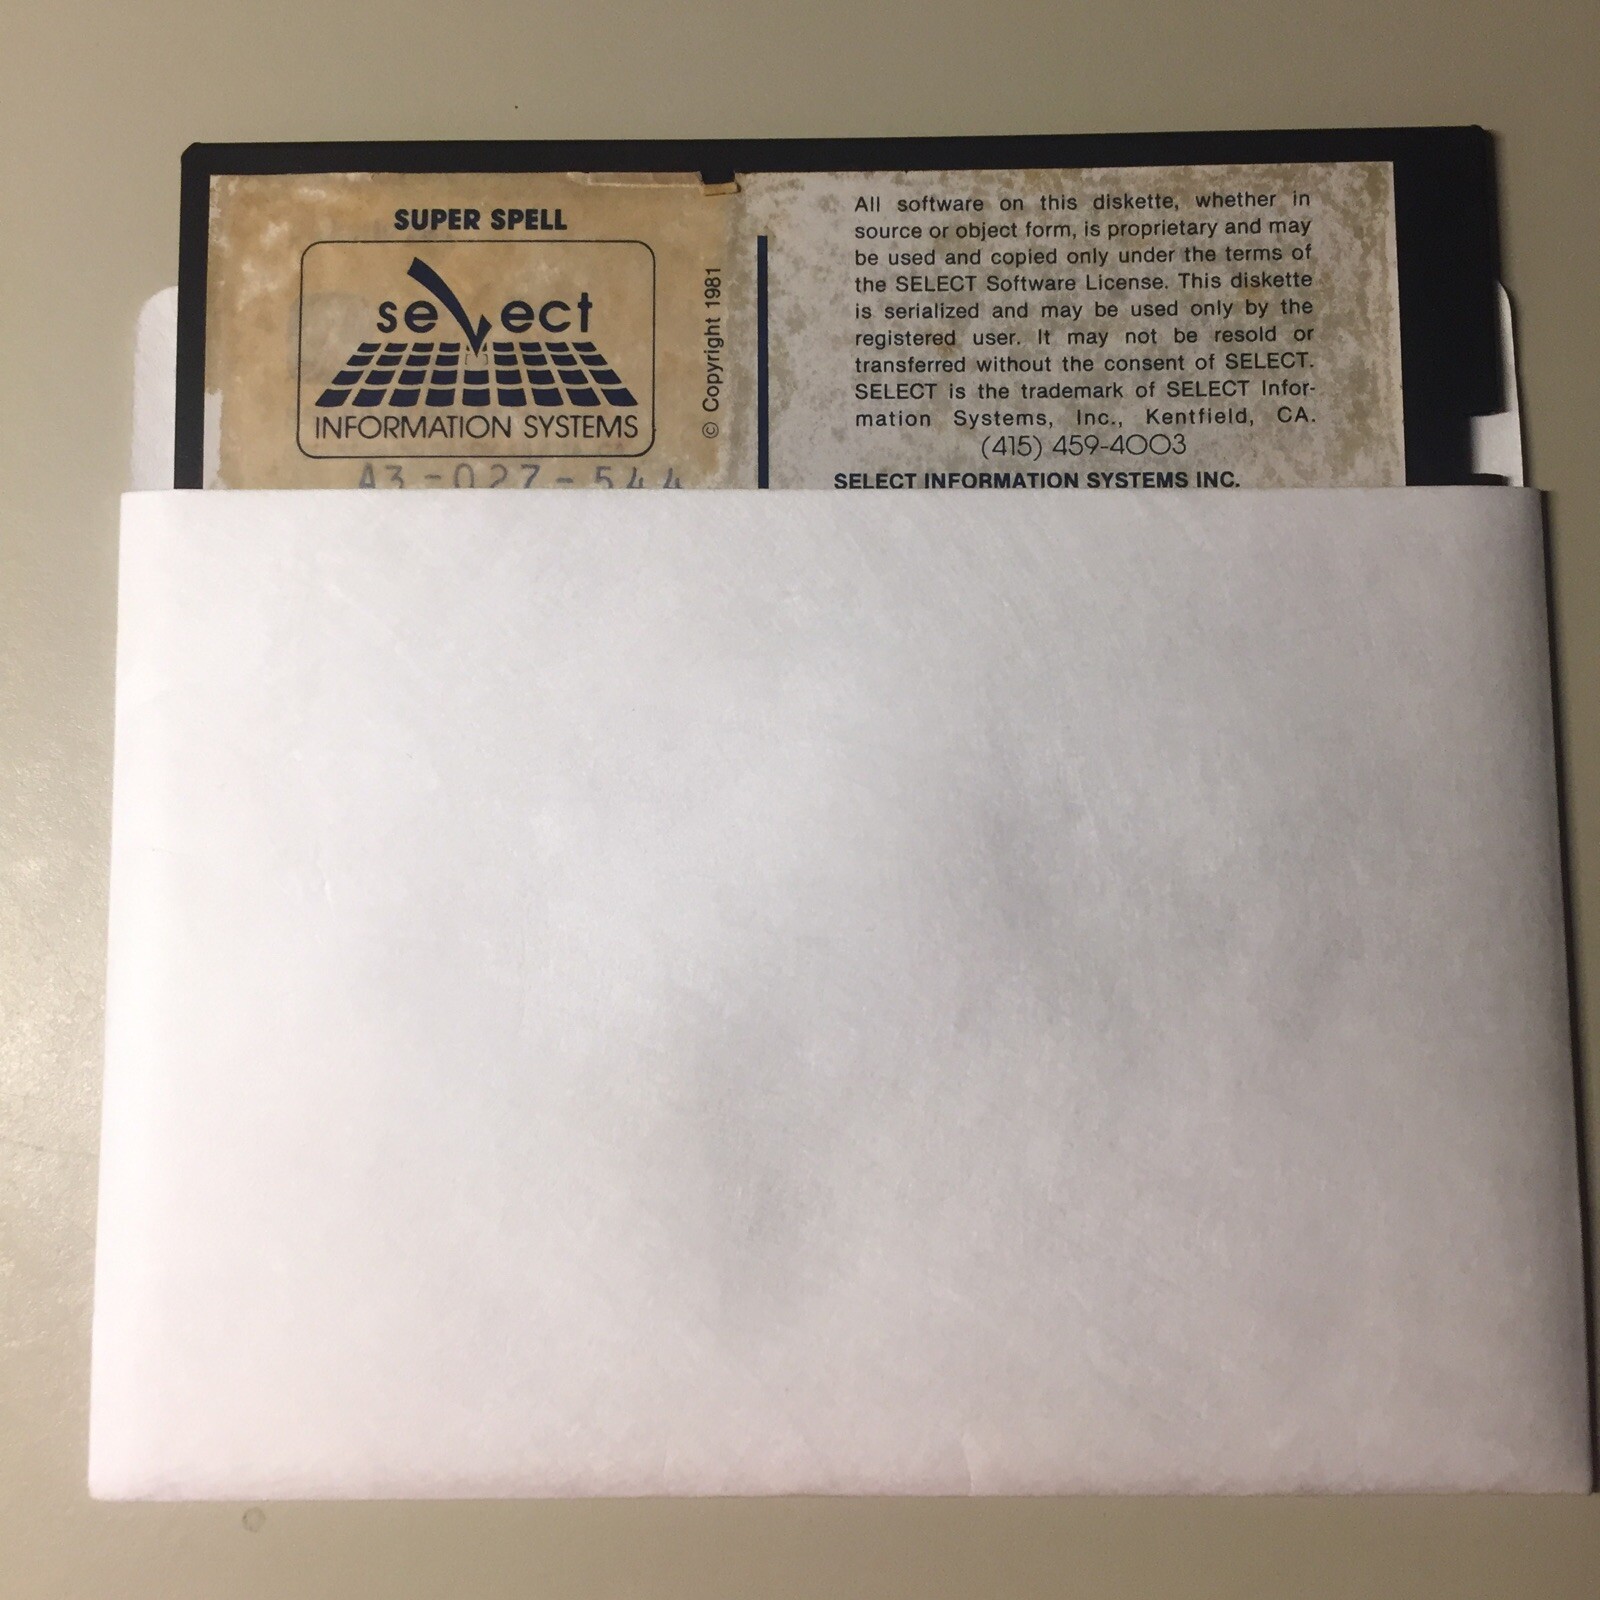 SUPER SPELL
select
INFORMATION SYSTEMS
© Copyright 1981
A3-027-544
All software on this diskette, whether in
source or object form, is proprietary and may
be used and copied only under the terms of
the SELECT Software License. This diskette
is serialized and may be used only by the
registered user. It may not be resold or
transferred without the consent of SELECT.
SELECT is the trademark of SELECT Infor-
mation Systems, Inc., Kentfield, CA.
(415) 459-4003
SELECT INFORMATION SYSTEMS INC.